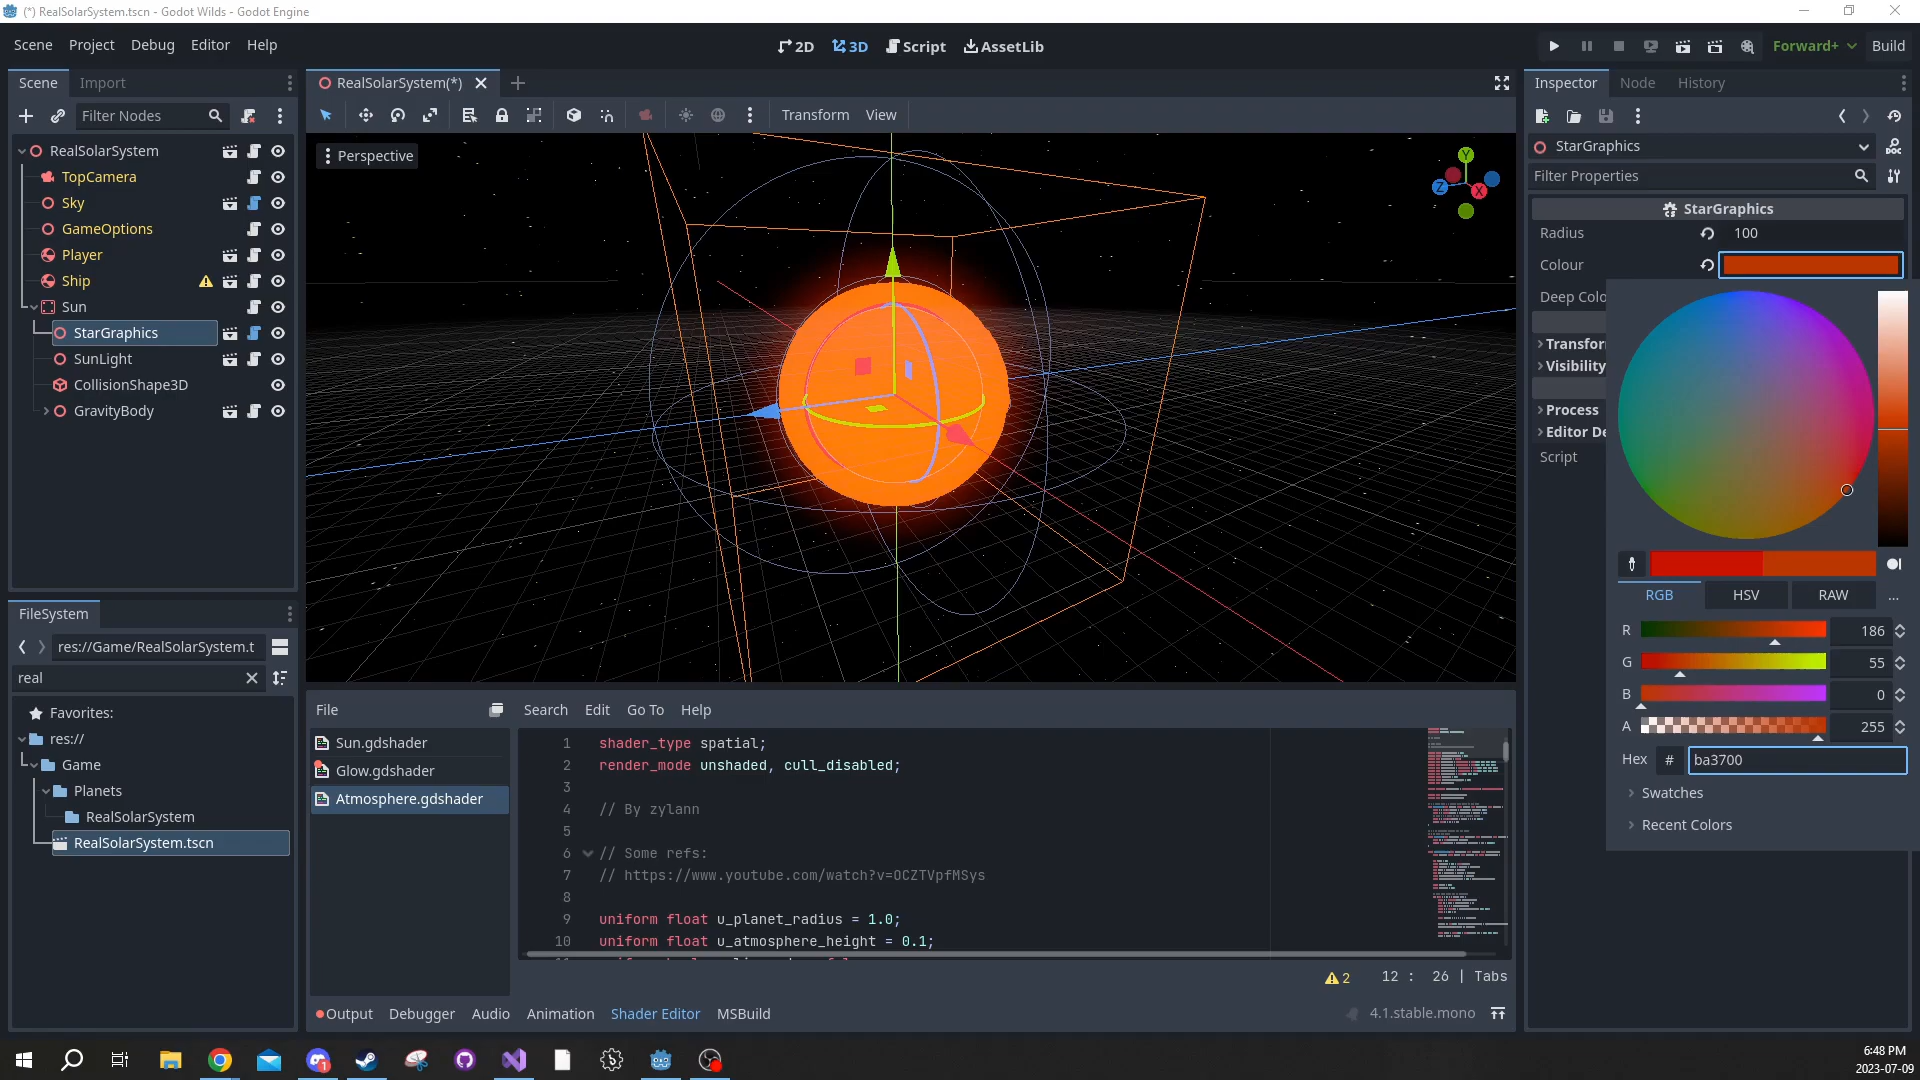 (*) RealSolarSystem.tscn - Godot Wilds - Godot Engine
Scene Project Debug Editor Help
2D 3D Script AssetLib
Forward+ Build
Scene Import
Filter Nodes
RealSolarSystem
TopCamera
Sky
GameOptions
Player
Ship
Sun
StarGraphics
SunLight
CollisionShape3D
GravityBody
FileSystem
res://Game/RealSolarSystem.t
real
Favorites:
res://
Game
Planets
RealSolarSystem
RealSolarSystem.tscn
RealSolarSystem(*)
Transform View
Perspective
Y
Z
X
File
Sun.gdshader
Glow.gdshader
Atmosphere.gdshader
Search Edit Go To Help
1 shader_type spatial;
2 render_mode unshaded, cull_disabled;
3
4 // By zylann
5
6 // Some refs:
7 // https://www.youtube.com/watch?v=OCZTVpfMSys
8
9 uniform float u_planet_radius = 1.0;
10 uniform float u_atmosphere_height = 0.1;
2 12 : 26 | Tabs
Output Debugger Audio Animation Shader Editor MSBuild
4.1.stable.mono
Inspector Node History
StarGraphics
Filter Properties
StarGraphics
Radius 100
Colour
Deep Colo
Transfor
Visibility
Process
Editor De
Script
RGB HSV RAW ...
R 186
G 55
B 0
A 255
Hex # ba3700
Swatches
Recent Colors
1
6:48 PM
2023-07-09